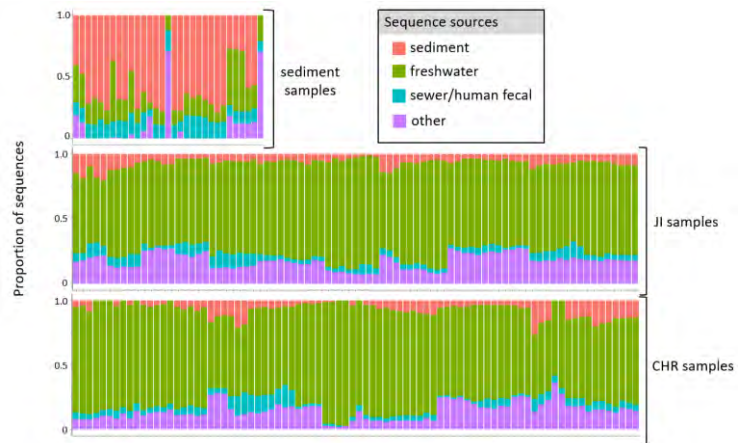 Proportion of sequences
1.0
0.5
0
sediment
samples
Sequence sources
sediment
freshwater
sewer/human fecal
other
1.0
0.5
0
JI samples
1.0
0.5
0
CHR samples